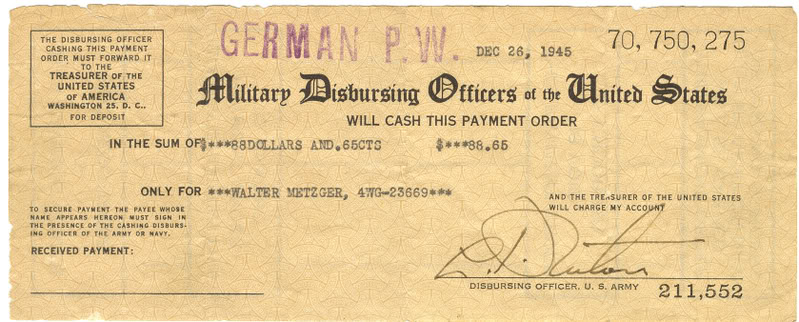 THE DISBURSING OFFICER
CASHING THIS PAYMENT
ORDER MUST FORWARD IT
TO THE
TREASURER OF THE
UNITED STATES
OF AMERICA
WASHINGTON 25, D. C.,
FOR DEPOSIT
GERMAN P.W.
DEC 26, 1945
70, 750, 275
Military Disbursing Officers of the United States
WILL CASH THIS PAYMENT ORDER
IN THE SUM OF $***88DOLLARS AND.65CTS $***88.65
ONLY FOR ***WALTER METZGER, 4WG-23669***
TO SECURE PAYMENT THE PAYEE WHOSE
NAME APPEARS HEREON MUST SIGN IN
THE PRESENCE OF THE CASHING DISBURS-
ING OFFICER OF THE ARMY OR NAVY.
RECEIVED PAYMENT:
AND THE TREASURER OF THE UNITED STATES
WILL CHARGE MY ACCOUNT
DISBURSING OFFICER, U. S. ARMY
211,552